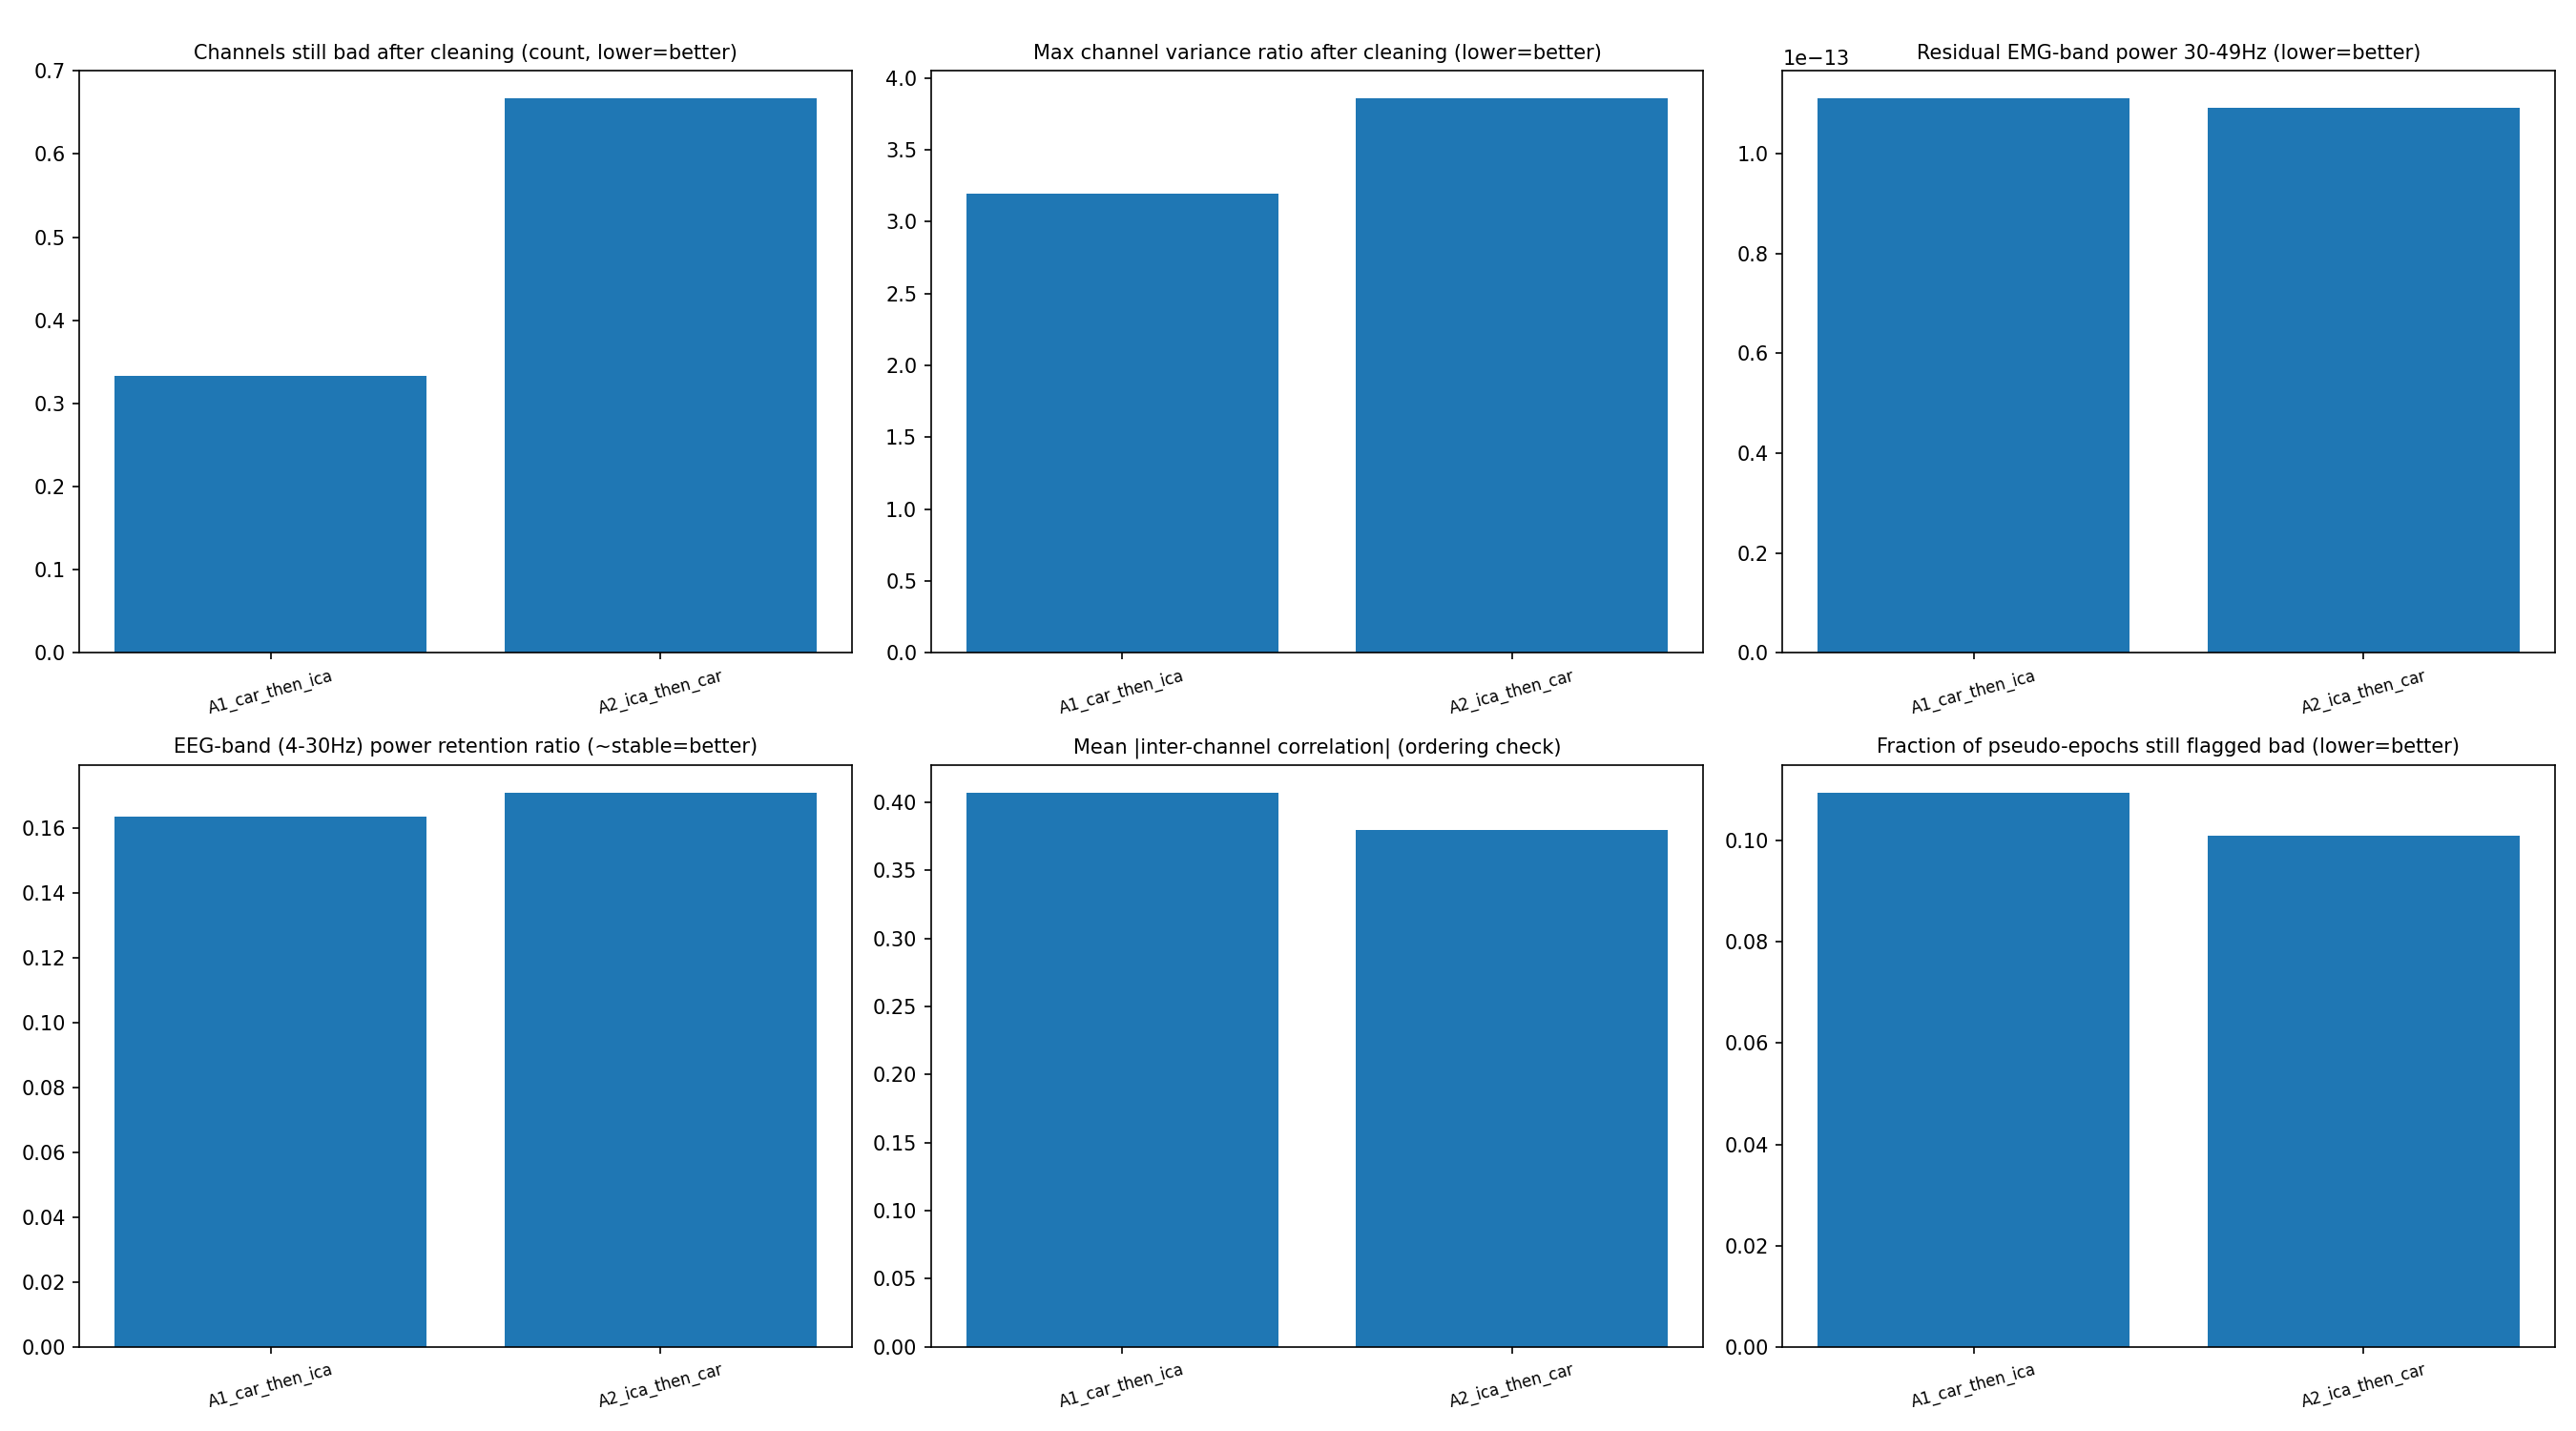 Channels still bad after cleaning (count, lower=better)
0.7
0.6
0.5
0.4
0.3
0.2
0.1
0.0
A1_car_then_ica
A2_ica_then_car
Max channel variance ratio after cleaning (lower=better)
4.0
3.5
3.0
2.5
2.0
1.5
1.0
0.5
0.0
A1_car_then_ica
A2_ica_then_car
1e−13
Residual EMG-band power 30-49Hz (lower=better)
1.0
0.8
0.6
0.4
0.2
0.0
A1_car_then_ica
A2_ica_then_car
EEG-band (4-30Hz) power retention ratio (~stable=better)
0.16
0.14
0.12
0.10
0.08
0.06
0.04
0.02
0.00
A1_car_then_ica
A2_ica_then_car
Mean |inter-channel correlation| (ordering check)
0.40
0.35
0.30
0.25
0.20
0.15
0.10
0.05
0.00
A1_car_then_ica
A2_ica_then_car
Fraction of pseudo-epochs still flagged bad (lower=better)
0.10
0.08
0.06
0.04
0.02
0.00
A1_car_then_ica
A2_ica_then_car